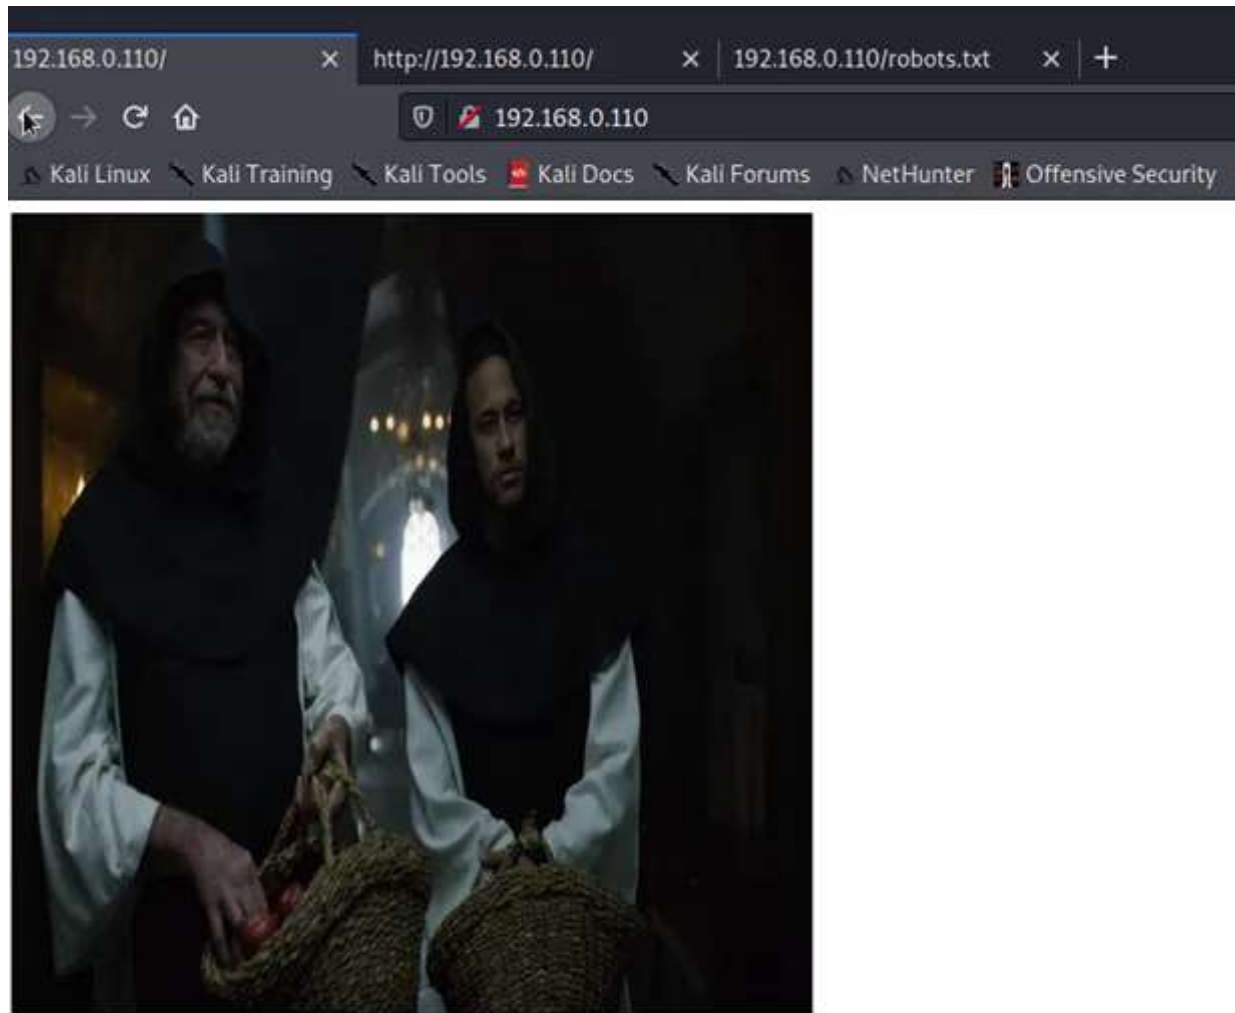 192.168.0.110/ http://192.168.0.110/ 192.168.0.110/robots.txt
192.168.0.110
Kali Linux Kali Training Kali Tools Kali Docs Kali Forums NetHunter Offensive Security